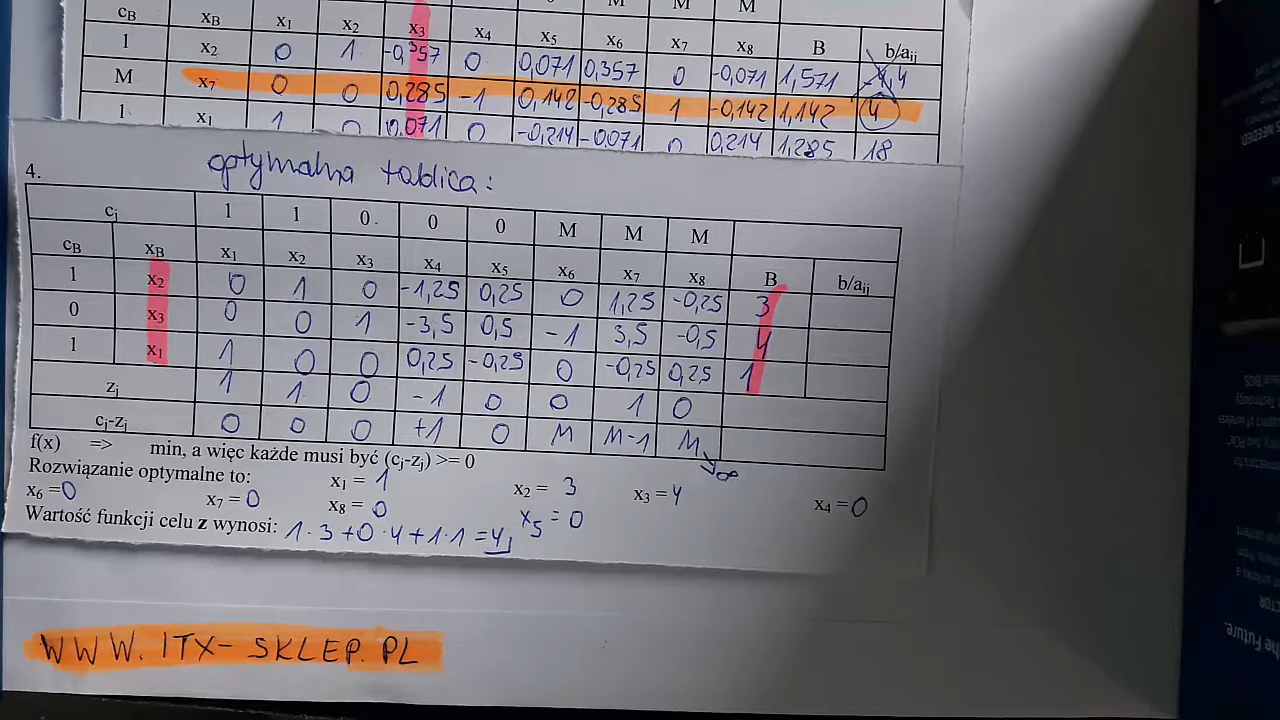 M M M
cB xB x1 x2 x3 x4 x5 x6 x7 x8 B b/aij
1 x2 0 1 -0,357 0 0,071 0,357 0 -0,071 1,571 4,4
M x7 0 0 0,285 -1 0,142 -0,285 1 -0,142 1,142 4
1 x1 1 0 0,071 0 -0,214 -0,071 0 0,214 1,285 18
4. optymalna tablica:
cj 1 1 0 0 0 M M M
cB xB x1 x2 x3 x4 x5 x6 x7 x8 B b/aij
1 x2 0 1 0 -1,25 0,25 0 1,25 -0,25 3
0 x3 0 0 1 -3,5 0,5 -1 3,5 -0,5 4
1 x1 1 0 0 0,25 -0,25 0 -0,25 0,25 1
zj 1 1 0 -1 0 0 1 0
cj-zj 0 0 0 +1 0 M M-1 M
∞
f(x) => min, a więc każde musi być (cj-zj) >= 0
Rozwiązanie optymalne to: x1 = 1 x2 = 3 x3 = 4 x4 = 0
x6 = 0 x7 = 0 x8 = 0 x5 = 0
Wartość funkcji celu z wynosi: 1·3+0·4+1·1=4
WWW.ITX-SKLEP.PL